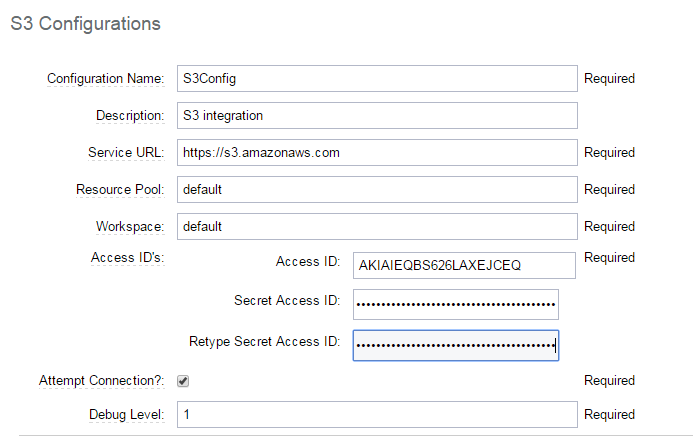 S3 Configurations
Configuration Name: S3Config Required
Description: S3 integration
Service URL: https://s3.amazonaws.com Required
Resource Pool: default Required
Workspace: default Required
Access ID's: Access ID: AKIAIEQBS626LAXEJCEQ Required
Secret Access ID: ••••••••••••••••••••••••••••••••••••••••
Retype Secret Access ID: ••••••••••••••••••••••••••••••••••••••••
Attempt Connection?: Required
Debug Level: 1 Required